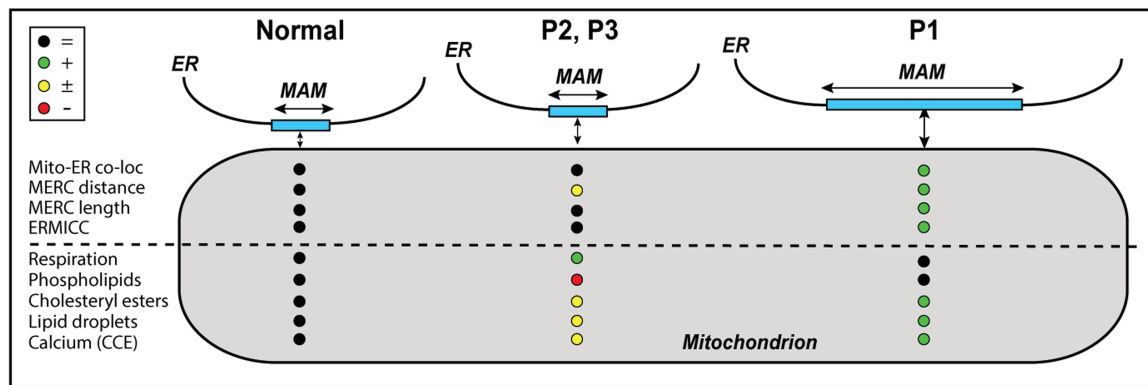 =
+
±
-
Normal
P2, P3
P1
ER
MAM
ER
MAM
ER
MAM
Mito-ER co-loc
MERC distance
MERC length
ERMICC
Respiration
Phospholipids
Cholesteryl esters
Lipid droplets
Calcium (CCE)
Mitochondrion